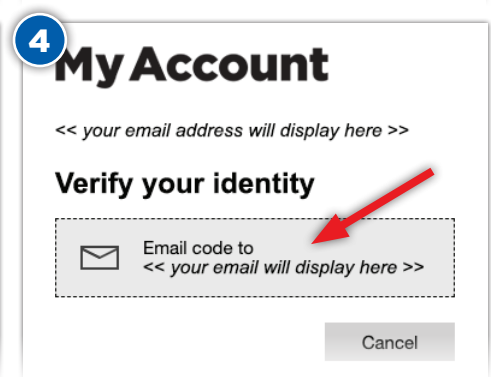 4
My Account
<< your email address will display here >>
Verify your identity
Email code to
<< your email will display here >>
Cancel